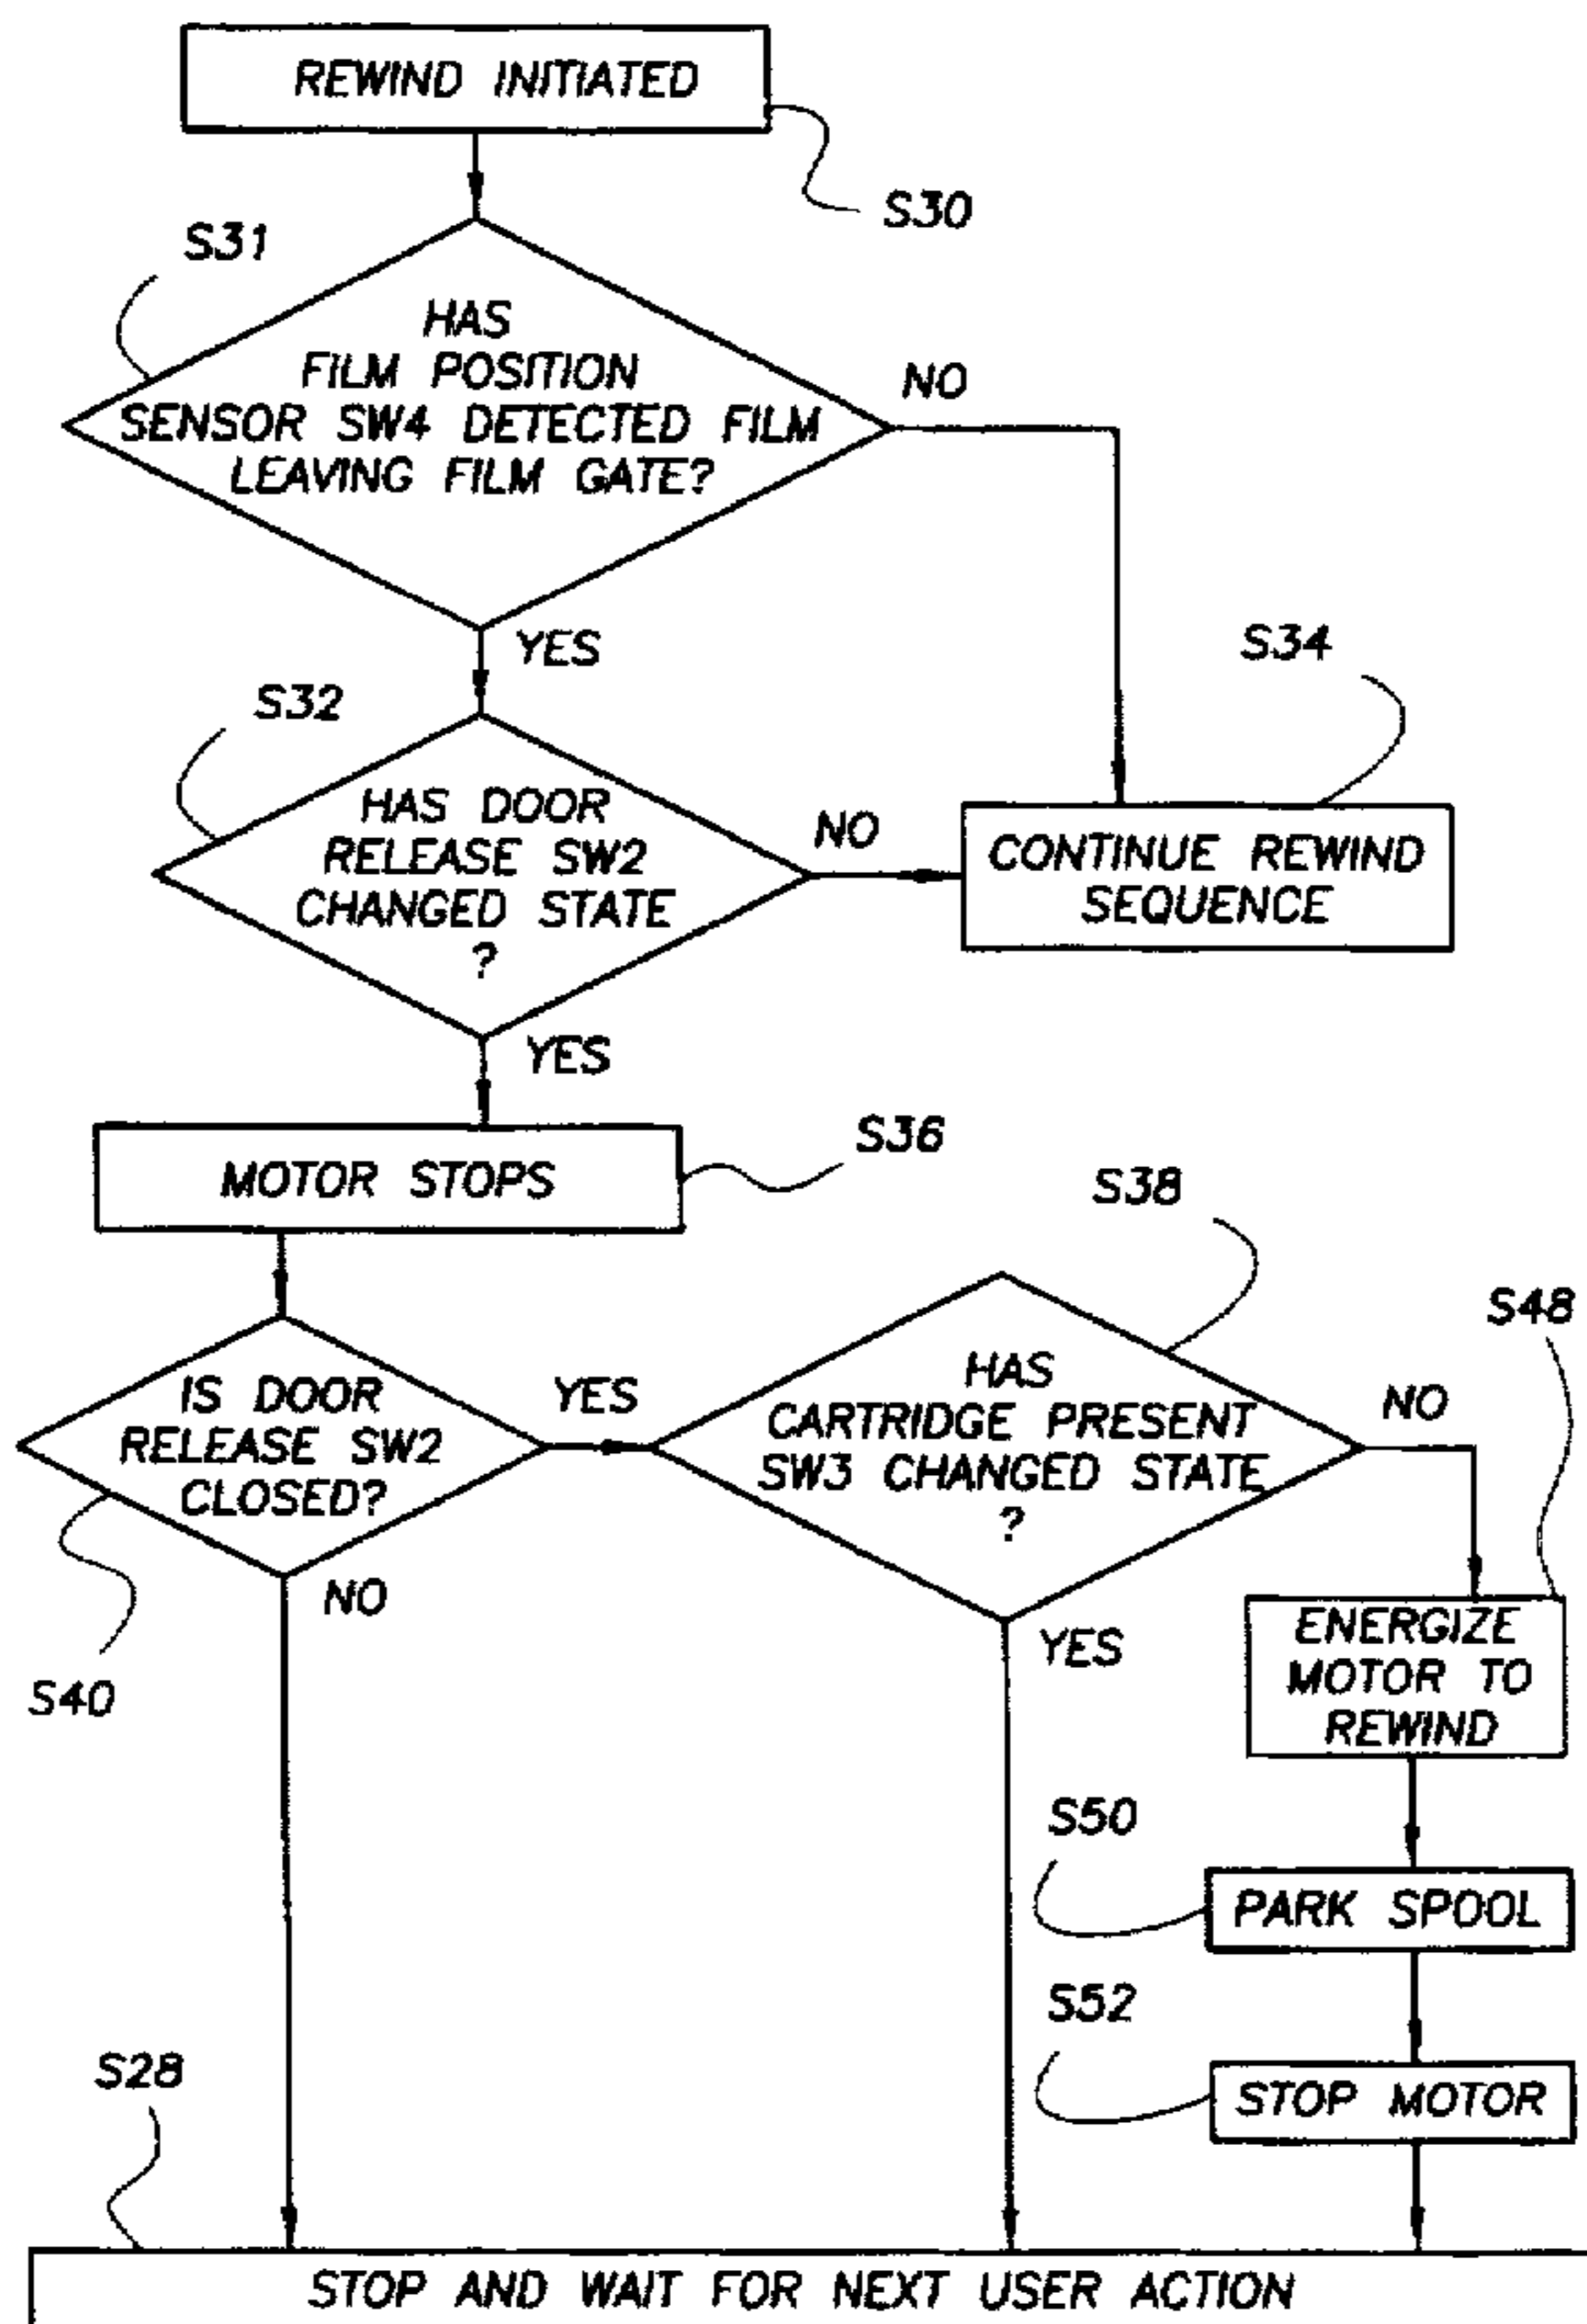 REWIND INITIATED
S30
S31
HAS
FILM POSITION
SENSOR SW4 DETECTED FILM
LEAVING FILM GATE?
NO
YES
S34
S32
HAS DOOR
RELEASE SW2
CHANGED STATE
?
NO
CONTINUE REWIND
SEQUENCE
YES
MOTOR STOPS
S36
S38
S48
IS DOOR
RELEASE SW2
CLOSED?
YES
HAS
CARTRIDGE PRESENT
SW3 CHANGED STATE
?
NO
NO
S40
YES
ENERGIZE
MOTOR TO
REWIND
S50
PARK SPOOL
S52
STOP MOTOR
S28
STOP AND WAIT FOR NEXT USER ACTION